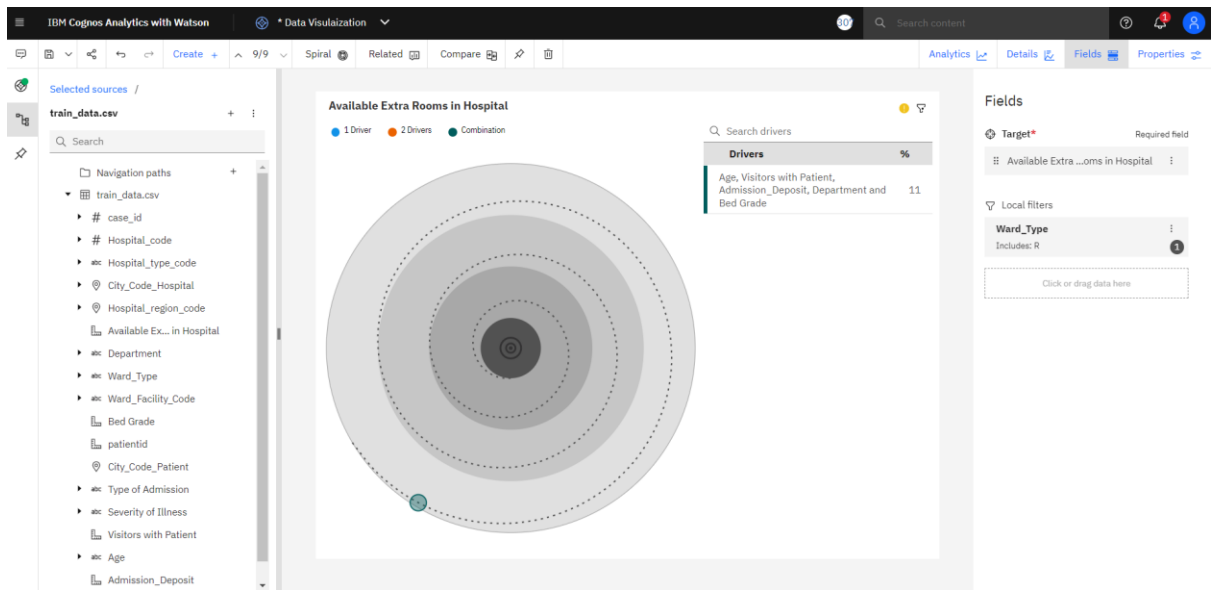 IBM Cognos Analytics with Watson
* Data Visulaization
Search content
Create +
9/9
Spiral
Related
Compare
Analytics
Details
Fields
Properties
Selected sources /
train_data.csv
Search
Navigation paths
train_data.csv
case_id
Hospital_code
Hospital_type_code
City_Code_Hospital
Hospital_region_code
Available Ex... in Hospital
Department
Ward_Type
Ward_Facility_Code
Bed Grade
patientid
City_Code_Patient
Type of Admission
Severity of Illness
Visitors with Patient
Age
Admission_Deposit
Available Extra Rooms in Hospital
1 Driver
2 Drivers
Combination
Search drivers
Drivers %
Age, Visitors with Patient,
Admission_Deposit, Department and 11
Bed Grade
Fields
Target* Required field
Available Extra ...oms in Hospital
Local filters
Ward_Type
Includes: R 1
Click or drag data here